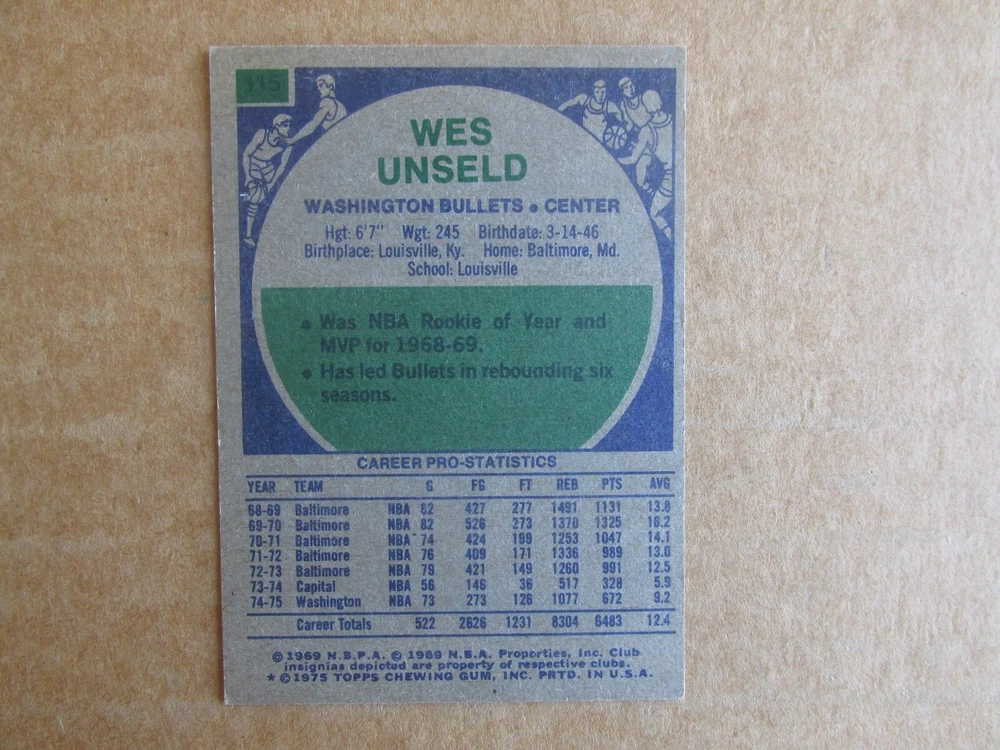 115
WES
UNSELD
WASHINGTON BULLETS • CENTER
Hgt: 6'7" Wgt: 245 Birthdate: 3-14-46
Birthplace: Louisville, Ky. Home: Baltimore, Md.
School: Louisville
• Was NBA Rookie of Year and
MVP for 1968-69.
• Has led Bullets in rebounding six
seasons.
CAREER PRO-STATISTICS
YEAR TEAM G FG FT REB PTS AVG
68-69 Baltimore NBA 82 427 277 1491 1131 13.8
69-70 Baltimore NBA 82 526 273 1370 1325 16.2
70-71 Baltimore NBA 74 424 199 1253 1047 14.1
71-72 Baltimore NBA 76 409 171 1336 989 13.0
72-73 Baltimore NBA 79 421 149 1260 991 12.5
73-74 Capital NBA 56 146 36 517 328 5.9
74-75 Washington NBA 73 273 126 1077 672 9.2
Career Totals 522 2626 1231 8304 6483 12.4
© 1969 N.B.P.A. © 1969 N.B.A. Properties, Inc. Club
insignias depicted are property of respective clubs.
* © 1975 TOPPS CHEWING GUM, INC. PRTD. IN U.S.A.